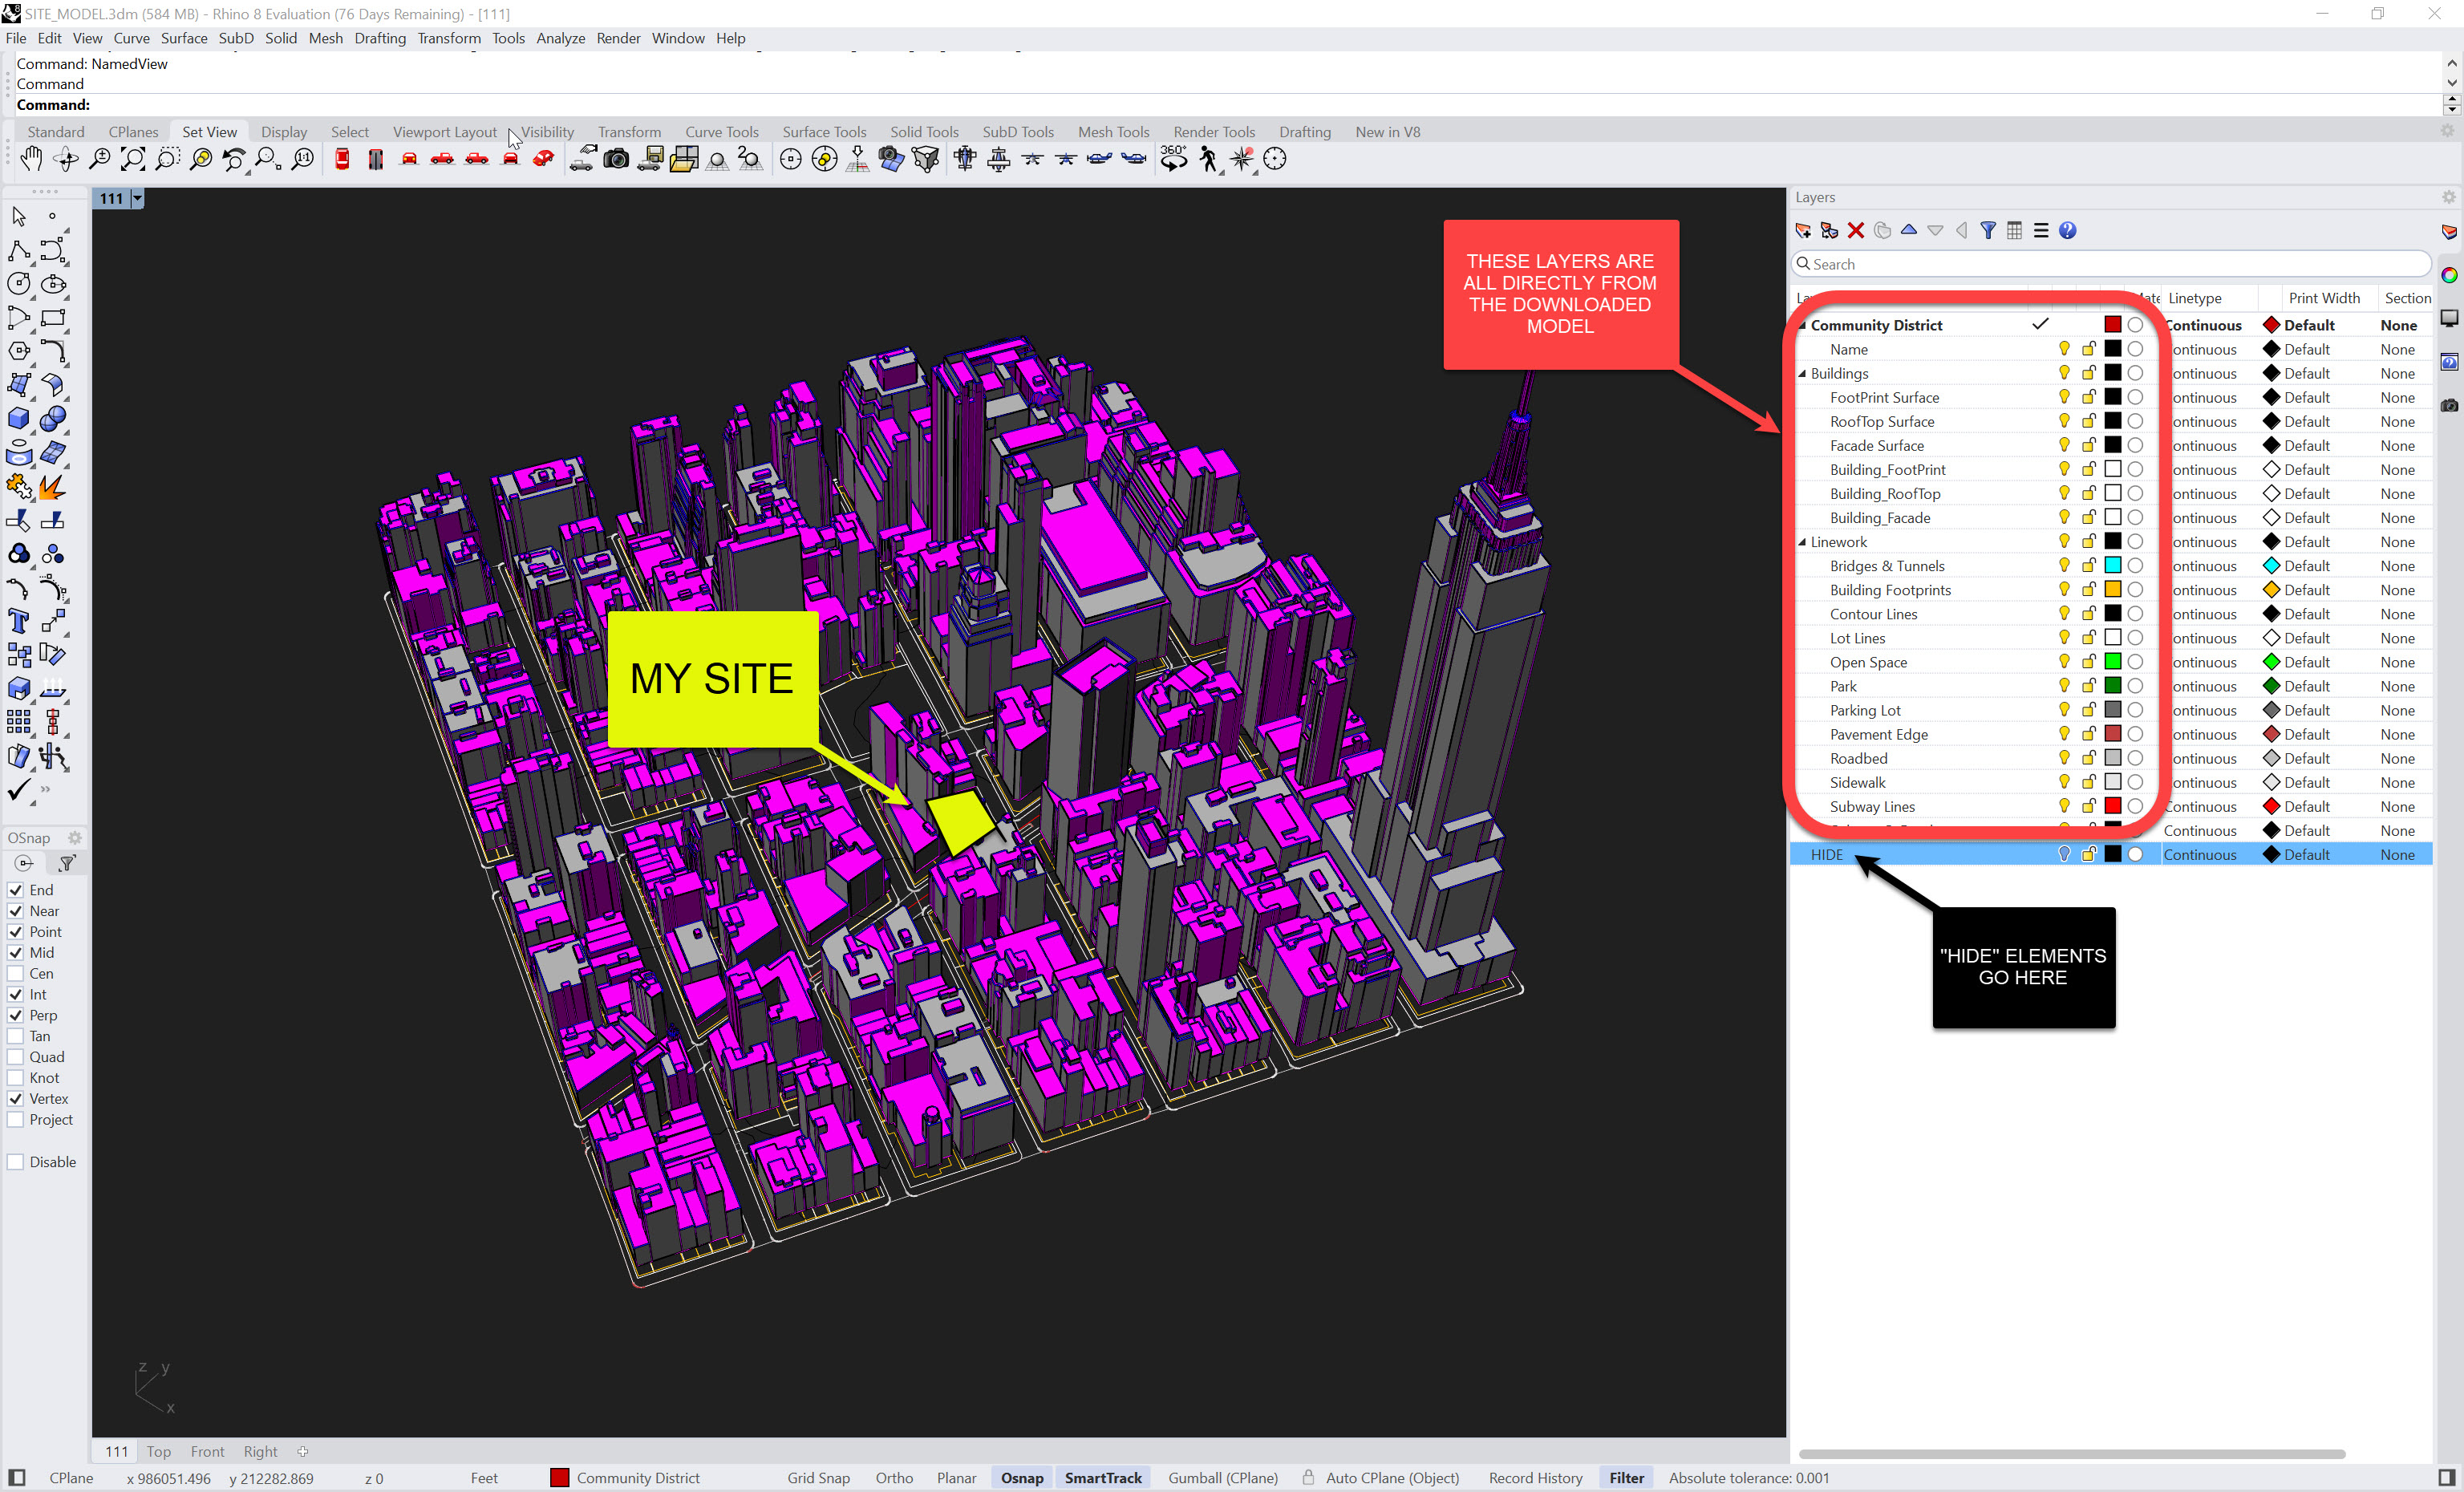 SITE_MODEL.3dm (584 MB) - Rhino 8 Evaluation (76 Days Remaining) - [111]
File Edit View Curve Surface SubD Solid Mesh Drafting Transform Tools Analyze Render Window Help
Command: NamedView
Command
Command:
Standard CPlanes Set View Display Select Viewport Layout Visibility Transform Curve Tools Surface Tools Solid Tools SubD Tools Mesh Tools Render Tools Drafting New in V8
111
Layers
Search
Linetype Print Width Section
Community District Continuous Default None
Name ontinuous Default None
Buildings ontinuous Default None
FootPrint Surface ontinuous Default None
RoofTop Surface ontinuous Default None
Facade Surface ontinuous Default None
Building_FootPrint ontinuous Default None
Building_RoofTop ontinuous Default None
Building_Facade ontinuous Default None
Linework ontinuous Default None
Bridges & Tunnels ontinuous Default None
Building Footprints ontinuous Default None
Contour Lines ontinuous Default None
Lot Lines ontinuous Default None
Open Space ontinuous Default None
Park ontinuous Default None
Parking Lot ontinuous Default None
Pavement Edge ontinuous Default None
Roadbed ontinuous Default None
Sidewalk ontinuous Default None
Subway Lines Continuous Default None
Continuous Default None
HIDE Continuous Default None
THESE LAYERS ARE
ALL DIRECTLY FROM
THE DOWNLOADED
MODEL
MY SITE
"HIDE" ELEMENTS
GO HERE
OSnap
End
Near
Point
Mid
Cen
Int
Perp
Tan
Quad
Knot
Vertex
Project
Disable
z y
x
111 Top Front Right
CPlane x 986051.496 y 212282.869 z 0 Feet Community District Grid Snap Ortho Planar Osnap SmartTrack Gumball (CPlane) Auto CPlane (Object) Record History Filter Absolute tolerance: 0.001